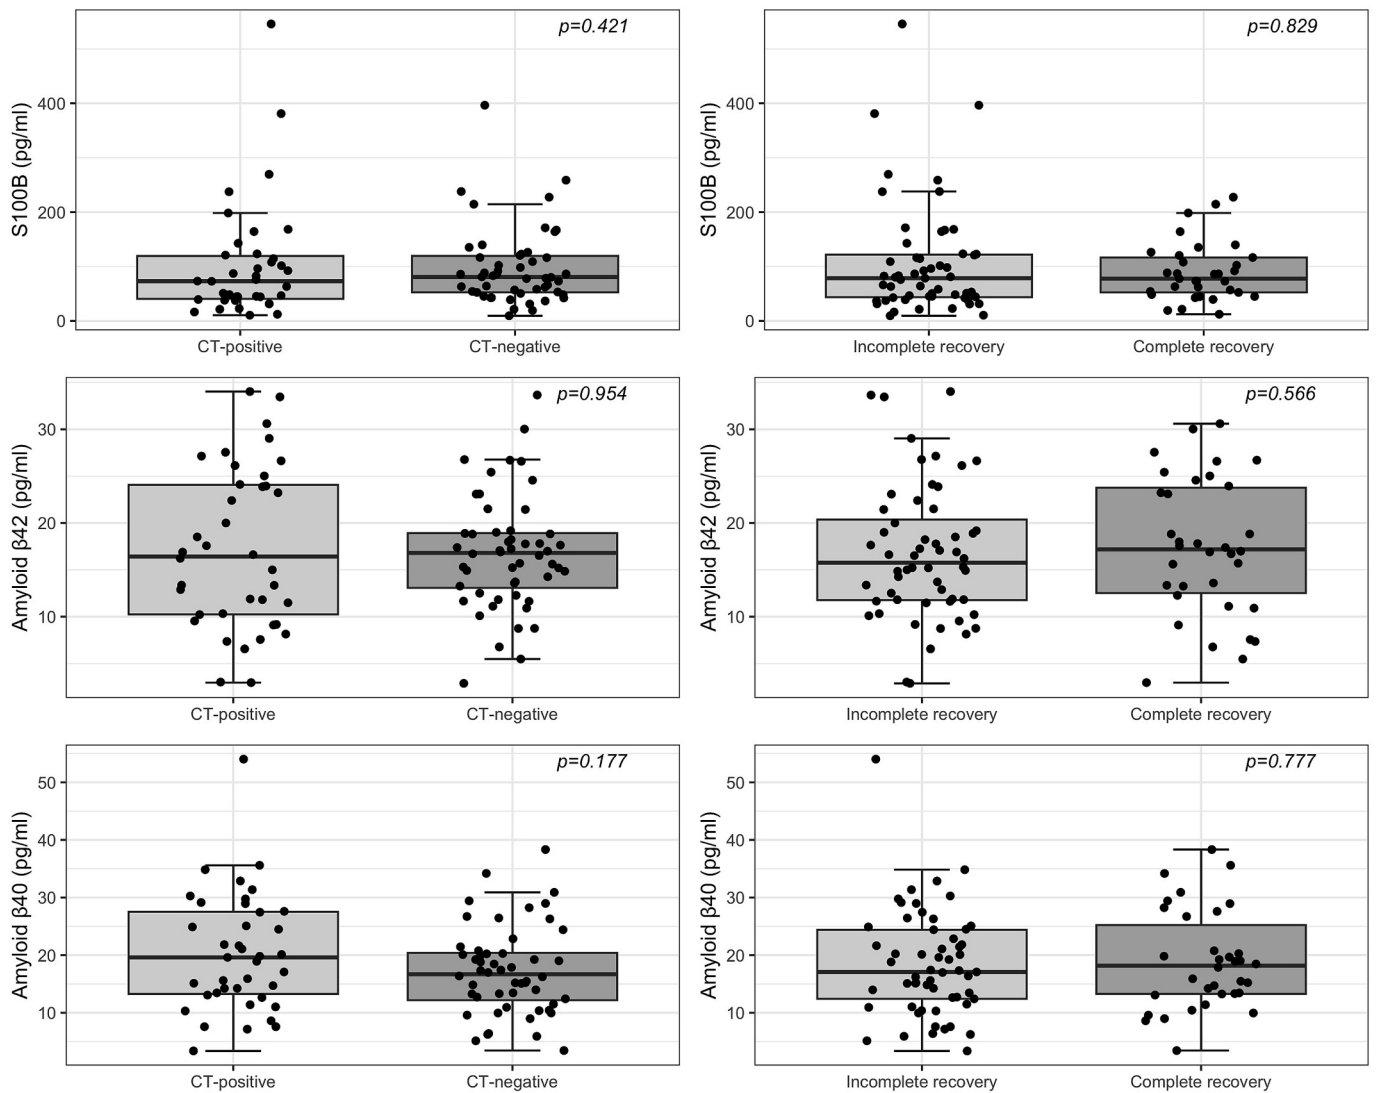 p=0.421
S100B (pg/ml)
400
200
0
CT-positive
CT-negative
p=0.829
S100B (pg/ml)
400
200
0
Incomplete recovery
Complete recovery
p=0.954
Amyloid β42 (pg/ml)
30
20
10
CT-positive
CT-negative
p=0.566
Amyloid β42 (pg/ml)
30
20
10
Incomplete recovery
Complete recovery
p=0.177
Amyloid β40 (pg/ml)
50
40
30
20
10
CT-positive
CT-negative
p=0.777
Amyloid β40 (pg/ml)
50
40
30
20
10
Incomplete recovery
Complete recovery